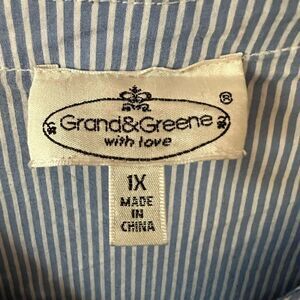 ®
Grand&Greene
with love
1X
MADE
IN
CHINA